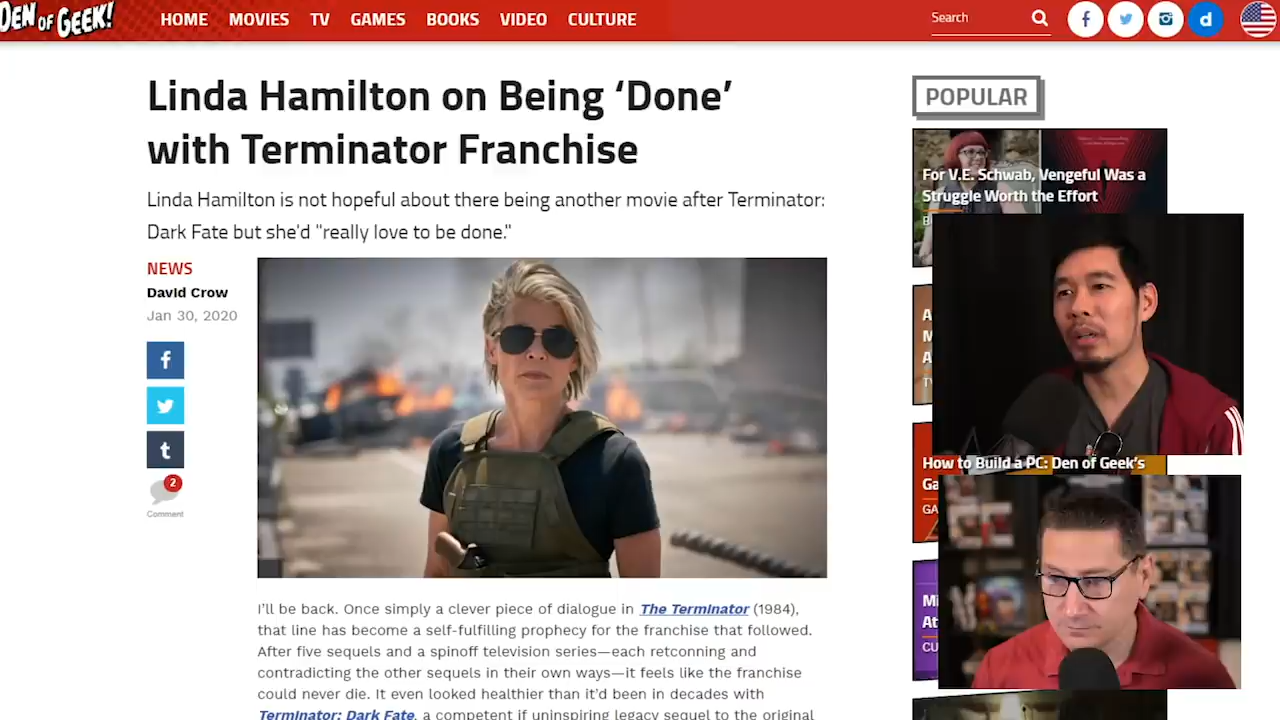 DEN OF GEEK!
HOME MOVIES TV GAMES BOOKS VIDEO CULTURE
Search
Linda Hamilton on Being ‘Done’
with Terminator Franchise
Linda Hamilton is not hopeful about there being another movie after Terminator:
Dark Fate but she’d "really love to be done."
NEWS
David Crow
Jan 30, 2020
2
Comment
I’ll be back. Once simply a clever piece of dialogue in The Terminator (1984),
that line has become a self-fulfilling prophecy for the franchise that followed.
After five sequels and a spinoff television series—each retconning and
contradicting the other sequels in their own ways—it feels like the franchise
could never die. It even looked healthier than it’d been in decades with
Terminator: Dark Fate, a competent if uninspiring legacy sequel to the original
POPULAR
For V.E. Schwab, Vengeful Was a
Struggle Worth the Effort
How to Build a PC: Den of Geek’s